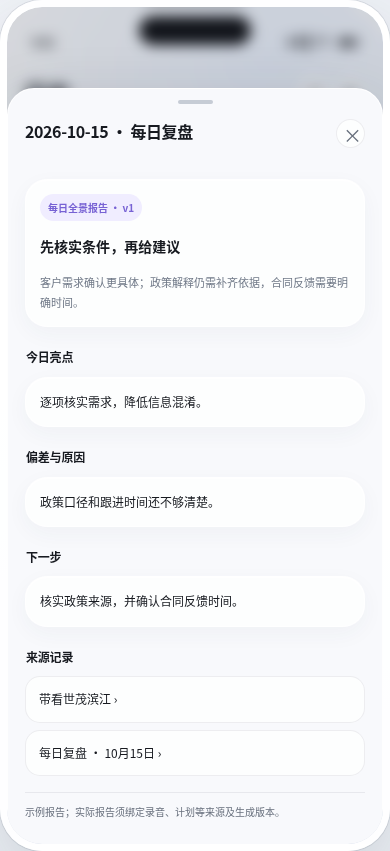 2026-10-15 · 每日复盘
每日全景报告 · v1
先核实条件，再给建议
客户需求确认更具体；政策解释仍需补齐依据，合同反馈需要明
确时间。
今日亮点
逐项核实需求，降低信息混淆。
偏差与原因
政策口径和跟进时间还不够清楚。
下一步
核实政策来源，并确认合同反馈时间。
来源记录
带看世茂滨江 ›
每日复盘 · 10月15日 ›
示例报告；实际报告须绑定录音、计划等来源及生成版本。